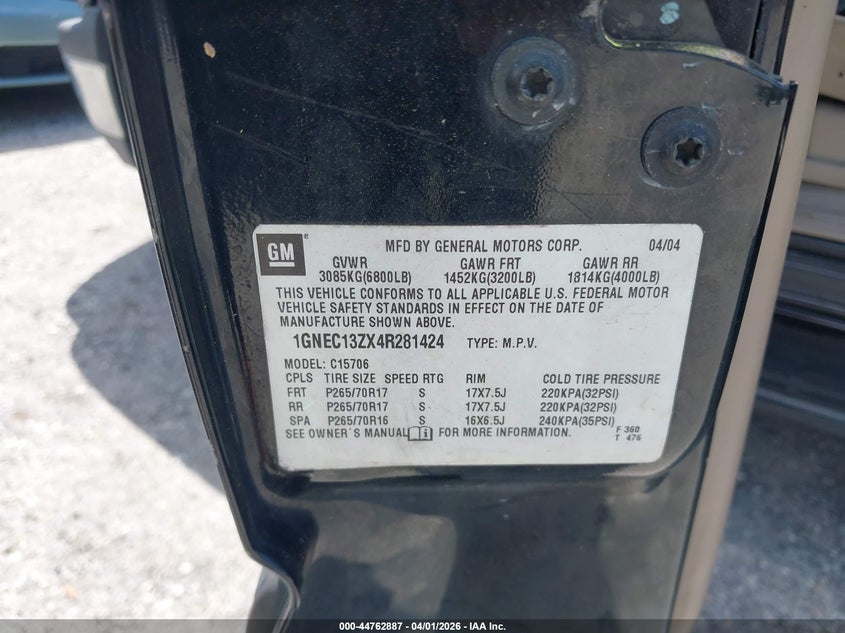 GM MFD BY GENERAL MOTORS CORP. 04/04
GVWR GAWR FRT GAWR RR
3085KG(6800LB) 1452KG(3200LB) 1814KG(4000LB)
THIS VEHICLE CONFORMS TO ALL APPLICABLE U.S. FEDERAL MOTOR
VEHICLE SAFETY STANDARDS IN EFFECT ON THE DATE OF
MANUFACTURE SHOWN ABOVE.
1GNEC13ZX4R281424 TYPE: M.P.V.
MODEL: C15706
CPLS TIRE SIZE SPEED RTG RIM COLD TIRE PRESSURE
FRT P265/70R17 S 17X7.5J 220KPA(32PSI)
RR P265/70R17 S 17X7.5J 220KPA(32PSI)
SPA P265/70R16 S 16X6.5J 240KPA(35PSI)
SEE OWNER'S MANUAL FOR MORE INFORMATION. F 360
T 476
000-44762887 - 04/01/2026 - IAA Inc.